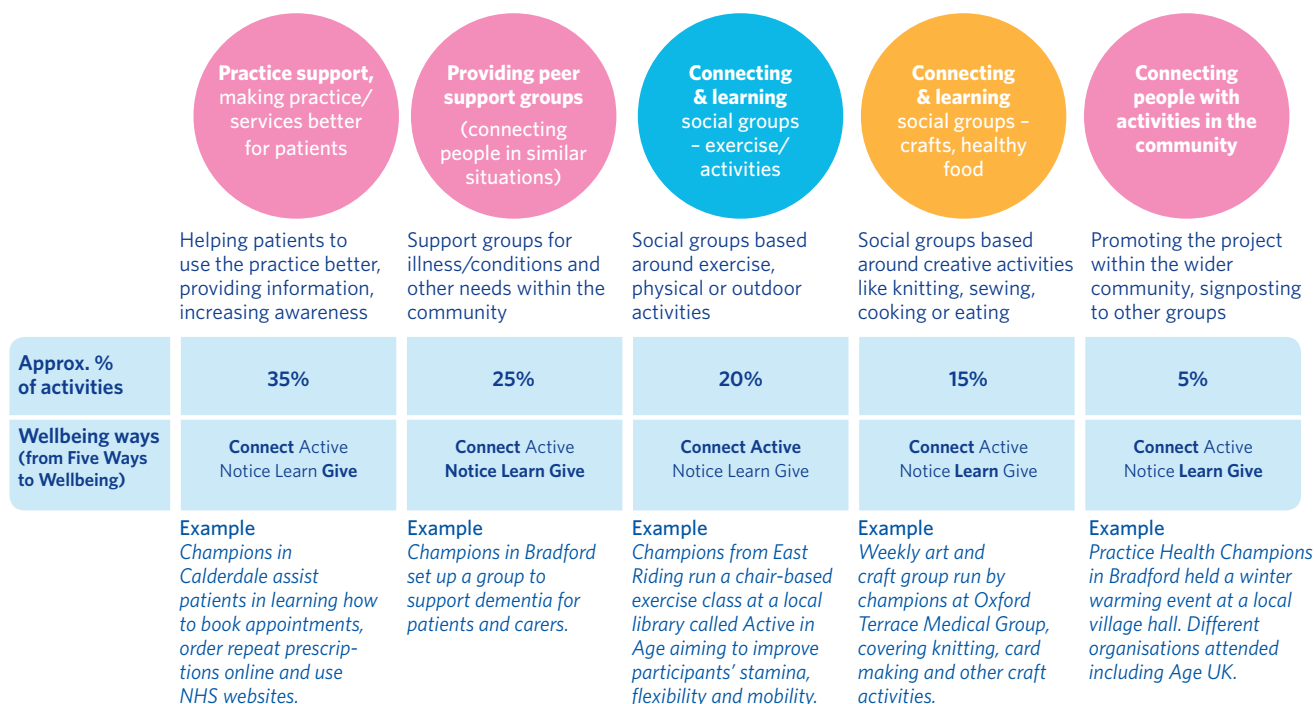 Practice support,
making practice/
services better
for patients
Providing peer
support groups
(connecting
people in similar
situations)
Connecting
& learning
social groups
– exercise/
activities
Connecting
& learning
social groups –
crafts, healthy
food
Connecting
people with
activities in the
community
Helping patients to
use the practice better,
providing information,
increasing awareness
Support groups for
illness/conditions and
other needs within the
community
Social groups based
around exercise,
physical or outdoor
activities
Social groups based
around creative activities
like knitting, sewing,
cooking or eating
Promoting the project
within the wider
community, signposting
to other groups
Approx. %
of activities
35%
25%
20%
15%
5%
Wellbeing ways
(from Five Ways
to Wellbeing)
Connect Active
Notice Learn Give
Connect Active
Notice Learn Give
Connect Active
Notice Learn Give
Connect Active
Notice Learn Give
Connect Active
Notice Learn Give
Example
Champions in
Calderdale assist
patients in learning how
to book appointments,
order repeat prescrip-
tions online and use
NHS websites.
Example
Champions in Bradford
set up a group to
support dementia for
patients and carers.
Example
Champions from East
Riding run a chair-based
exercise class at a local
library called Active in
Age aiming to improve
participants’ stamina,
flexibility and mobility.
Example
Weekly art and
craft group run by
champions at Oxford
Terrace Medical Group,
covering knitting, card
making and other craft
activities.
Example
Practice Health Champions
in Bradford held a winter
warming event at a local
village hall. Different
organisations attended
including Age UK.